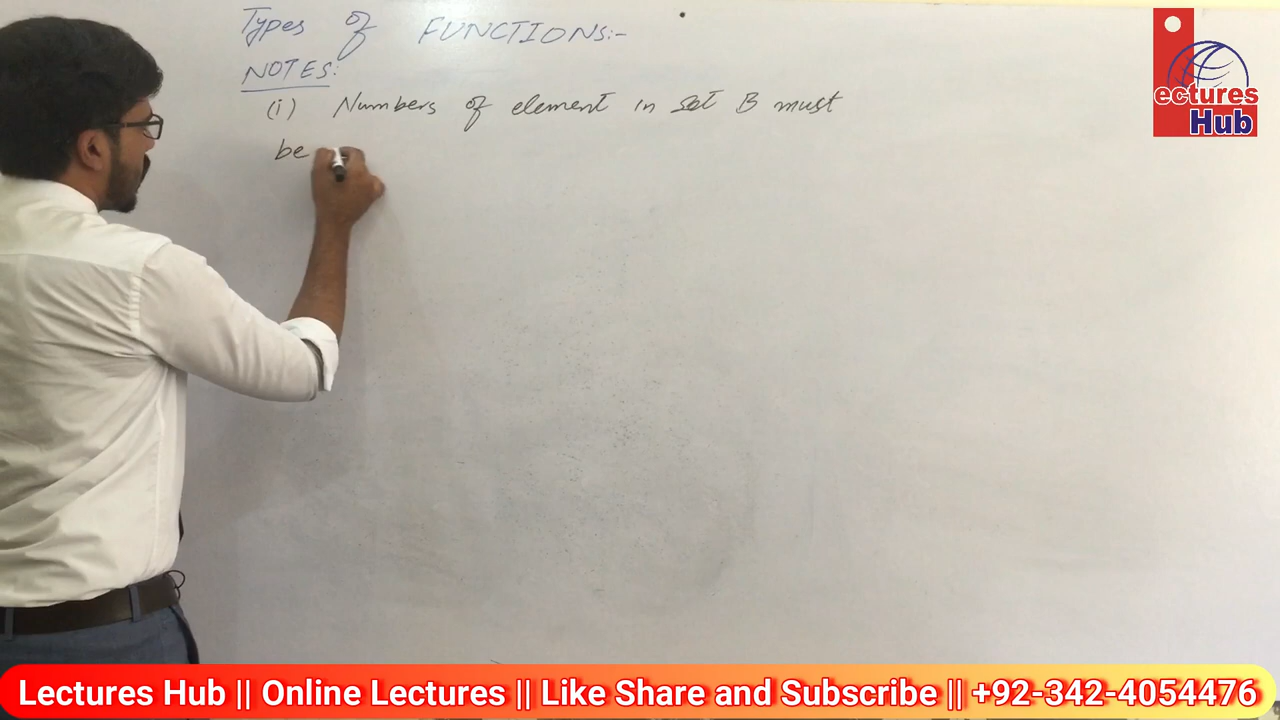 Types of FUNCTIONS:-
NOTES:
(i) Numbers of element in set B must
be
ectures
Hub
Lectures Hub || Online Lectures || Like Share and Subscribe || +92-342-4054476